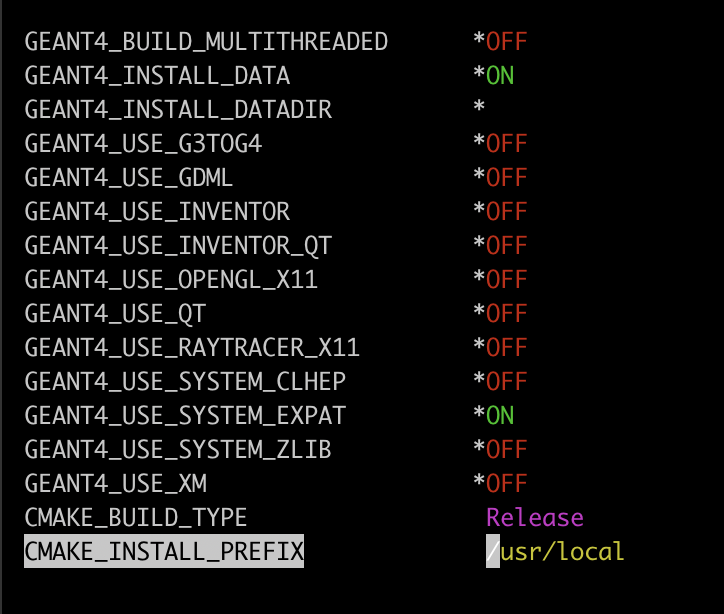 GEANT4_BUILD_MULTITHREADED *OFF
GEANT4_INSTALL_DATA *ON
GEANT4_INSTALL_DATADIR *
GEANT4_USE_G3TOG4 *OFF
GEANT4_USE_GDML *OFF
GEANT4_USE_INVENTOR *OFF
GEANT4_USE_INVENTOR_QT *OFF
GEANT4_USE_OPENGL_X11 *OFF
GEANT4_USE_QT *OFF
GEANT4_USE_RAYTRACER_X11 *OFF
GEANT4_USE_SYSTEM_CLHEP *OFF
GEANT4_USE_SYSTEM_EXPAT *ON
GEANT4_USE_SYSTEM_ZLIB *OFF
GEANT4_USE_XM *OFF
CMAKE_BUILD_TYPE Release
CMAKE_INSTALL_PREFIX /usr/local